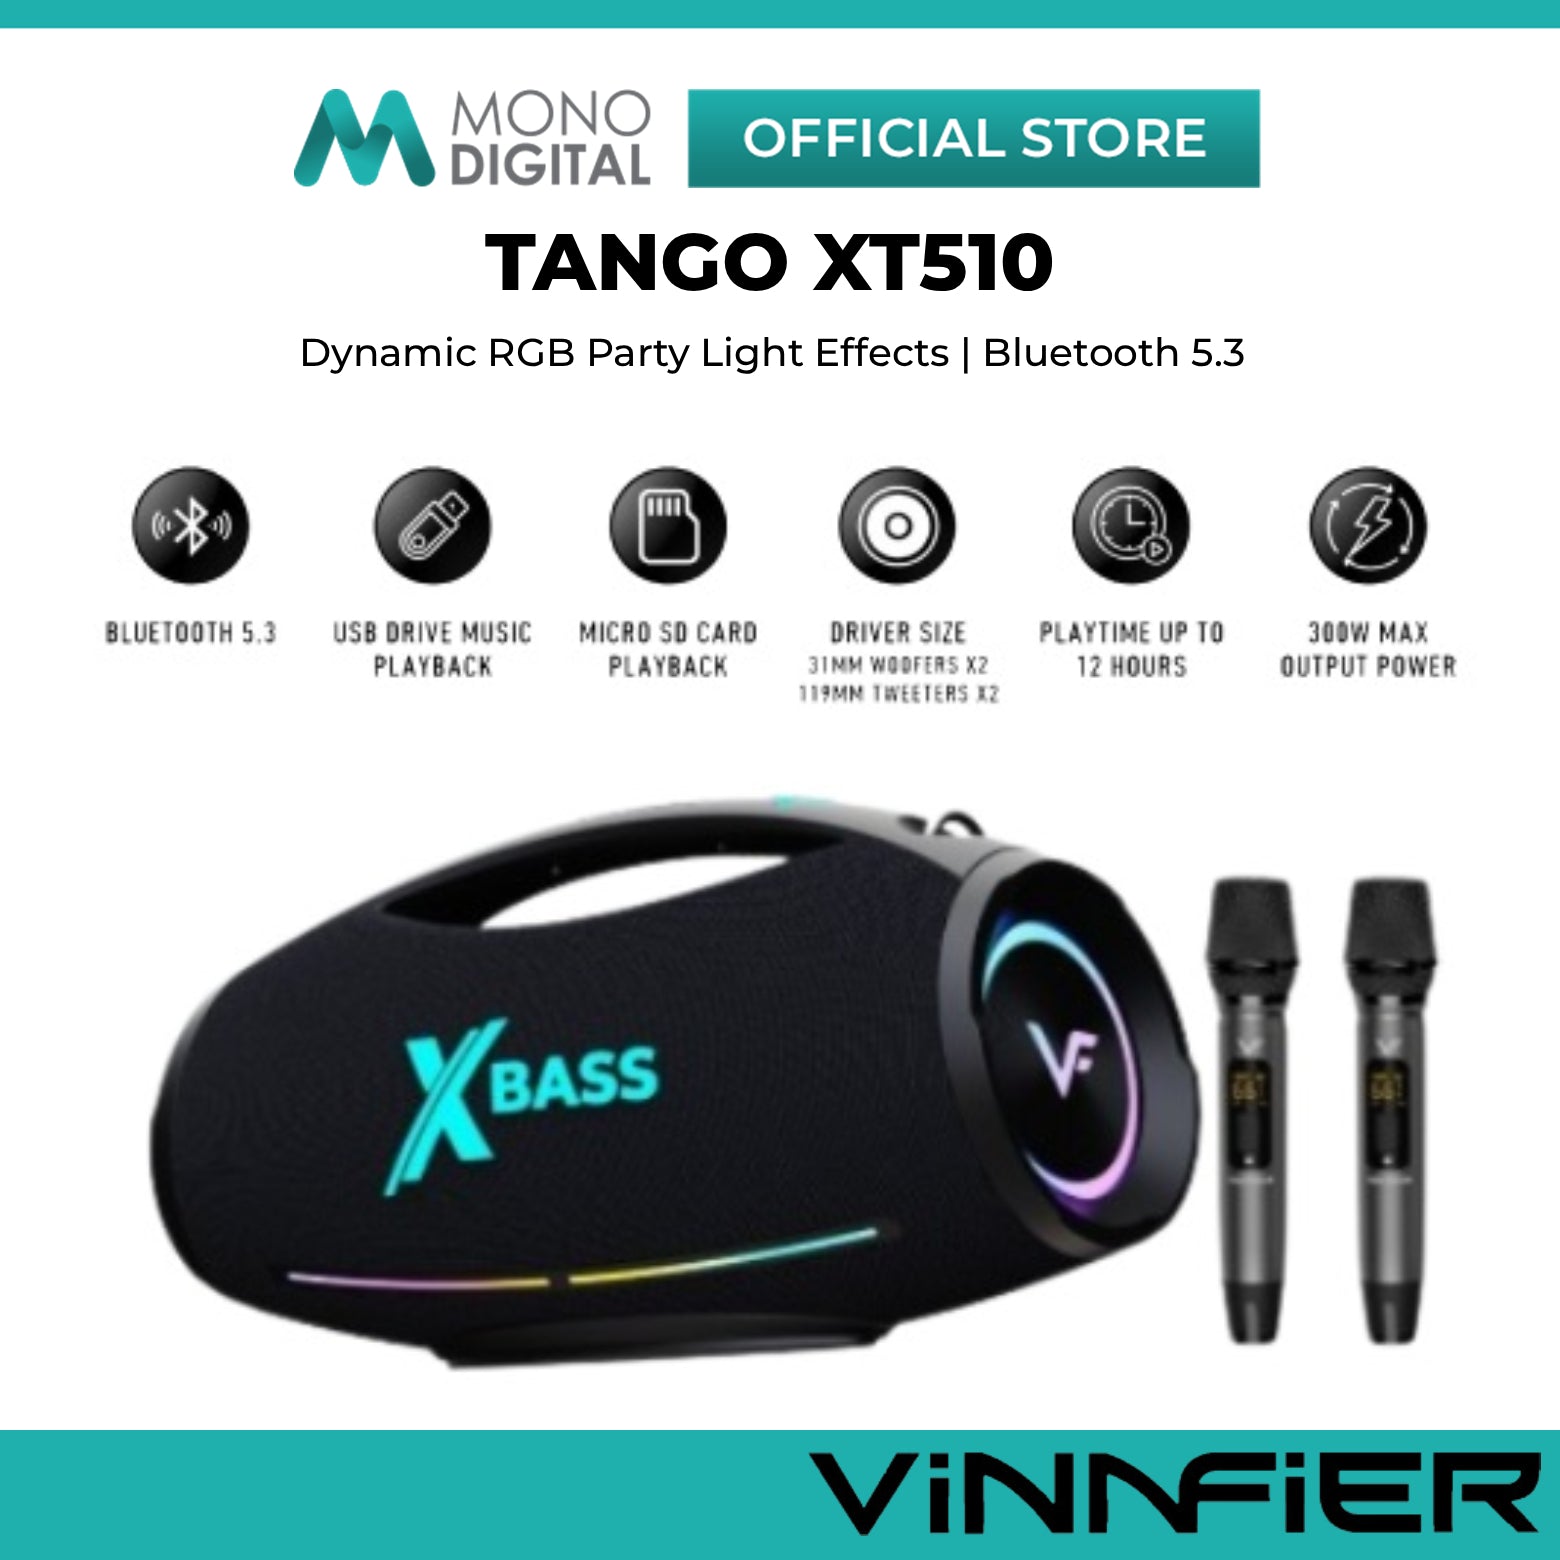 MONO
DIGITAL
OFFICIAL STORE
TANGO XT510
Dynamic RGB Party Light Effects | Bluetooth 5.3
BLUETOOTH 5.3
USB DRIVE MUSIC
PLAYBACK
MICRO SD CARD
PLAYBACK
DRIVER SIZE
31MM WOOFERS X2
119MM TWEETERS X2
PLAYTIME UP TO
12 HOURS
300W MAX
OUTPUT POWER
XBASS
VF
ViNNFiER